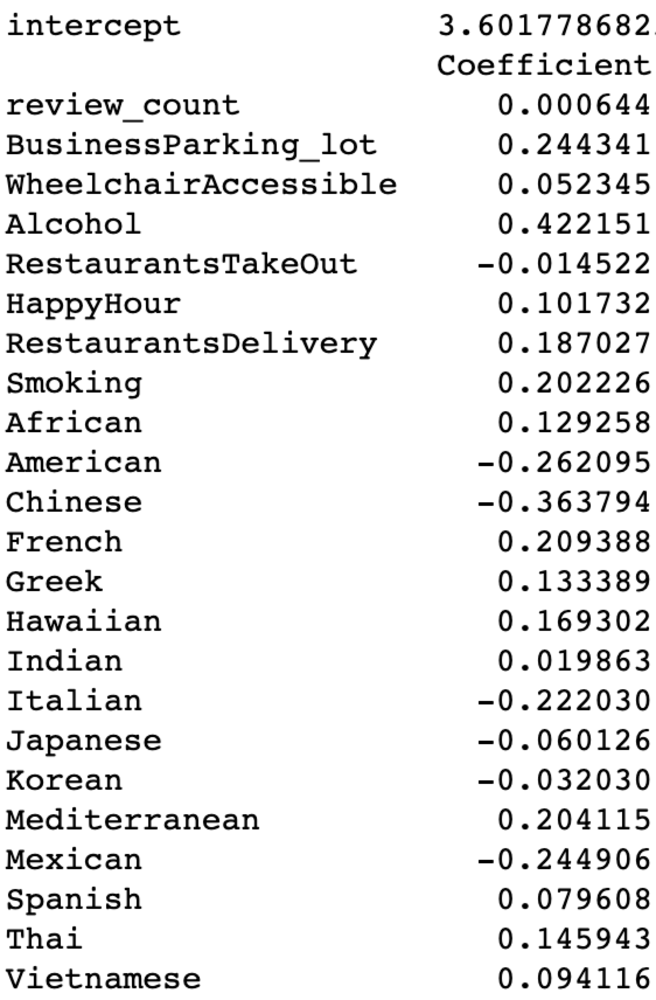 intercept 3.601778682
Coefficient
review_count 0.000644
BusinessParking_lot 0.244341
WheelchairAccessible 0.052345
Alcohol 0.422151
RestaurantsTakeOut -0.014522
HappyHour 0.101732
RestaurantsDelivery 0.187027
Smoking 0.202226
African 0.129258
American -0.262095
Chinese -0.363794
French 0.209388
Greek 0.133389
Hawaiian 0.169302
Indian 0.019863
Italian -0.222030
Japanese -0.060126
Korean -0.032030
Mediterranean 0.204115
Mexican -0.244906
Spanish 0.079608
Thai 0.145943
Vietnamese 0.094116